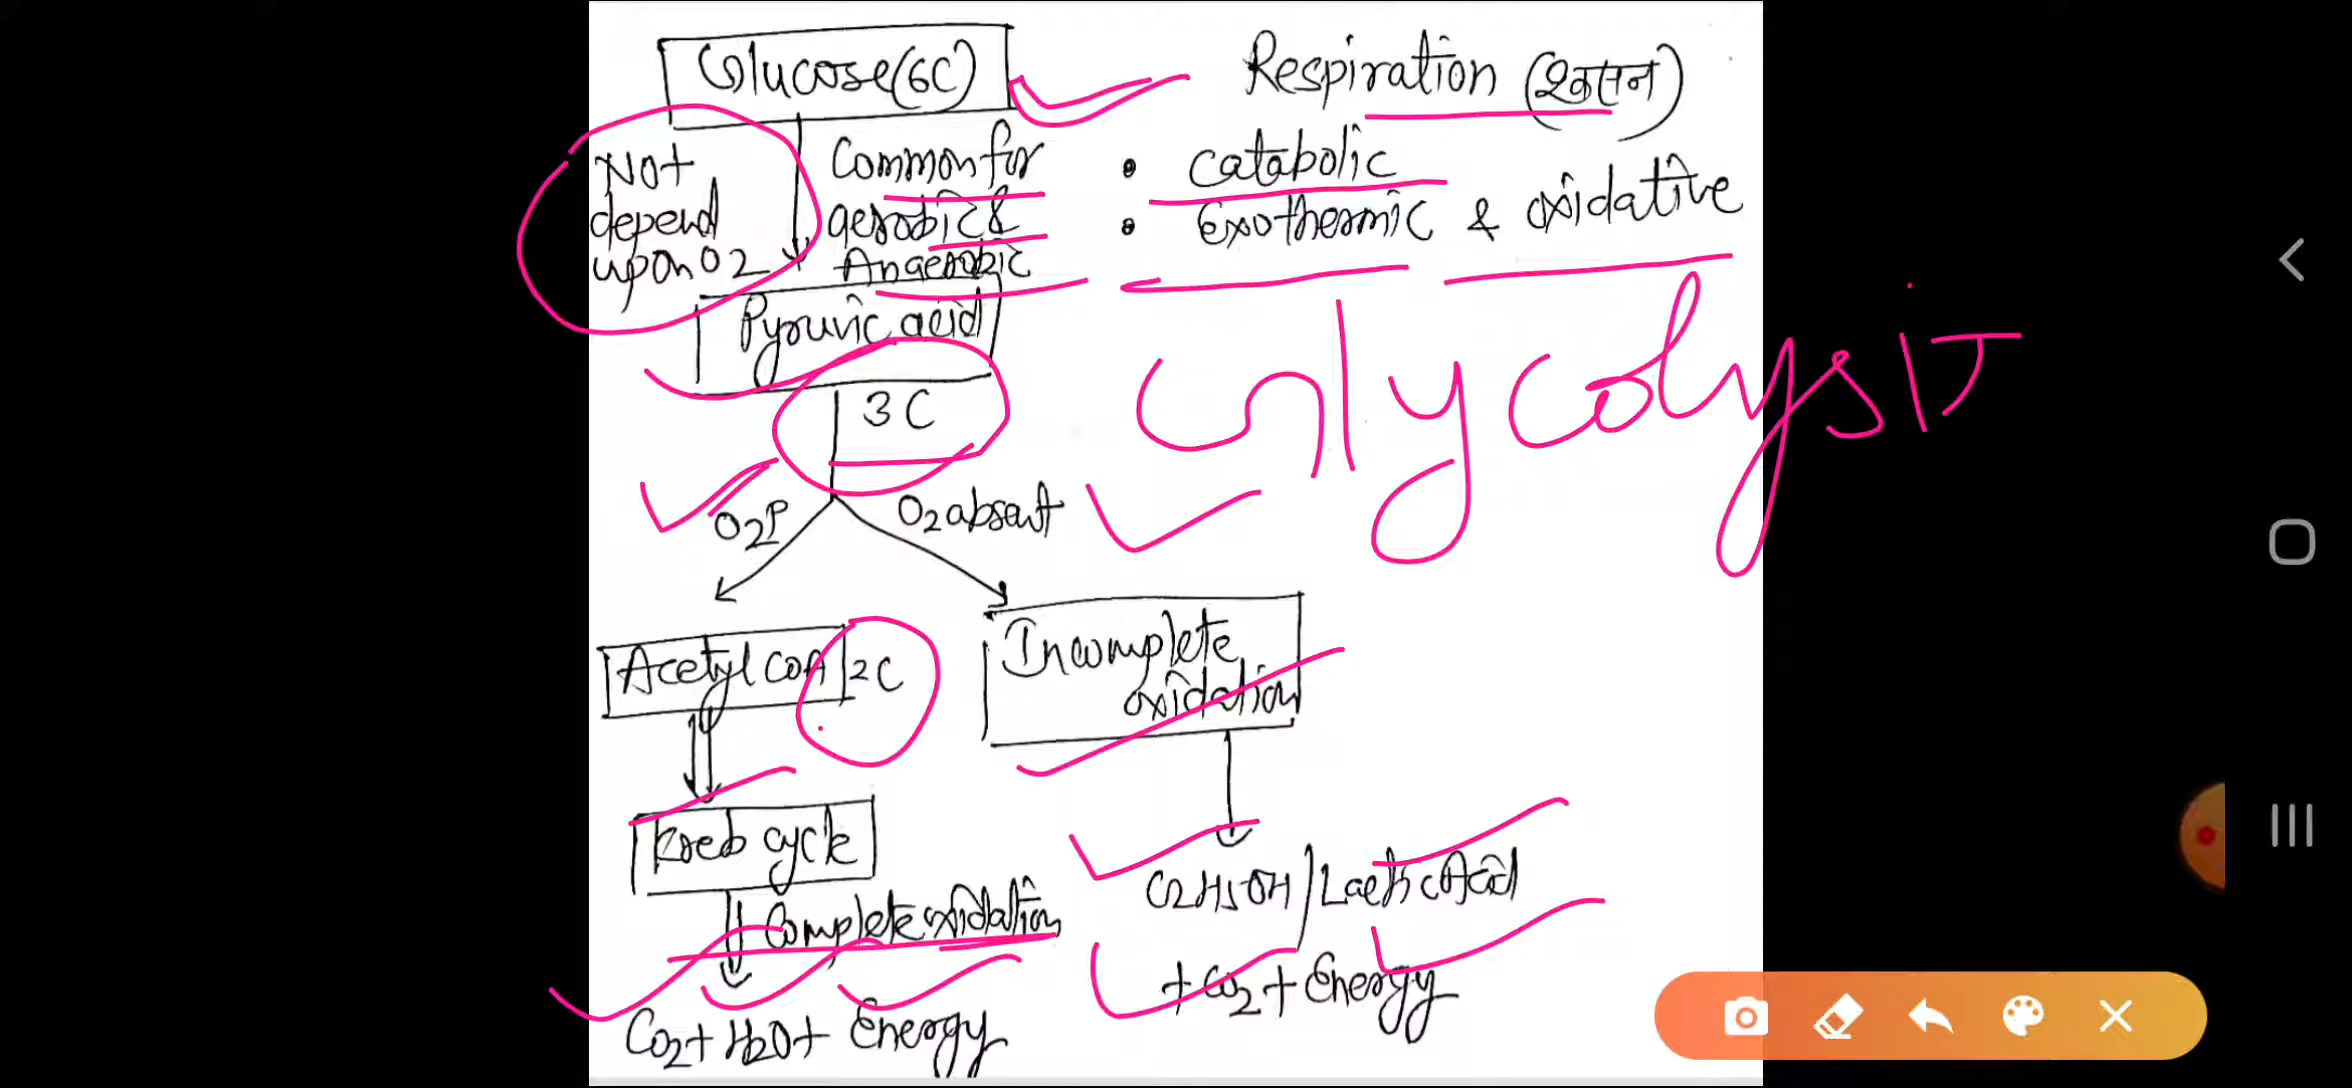 Glucose(6C)
Respiration (श्वसन)
Not
depend
upon O2
Common for
aerobic &
Anaerobic
• Catabolic
• Exothermic & oxidative
Pyruvic acid
3C
Glycolysis
O2P
O2 absent
Acetyl CoA 2C
Incomplete
oxidation
Kreb cycle
Complete oxidation
C2H5OH/Lactic Acid
+ CO2 + Energy
CO2 + H2O + Energy